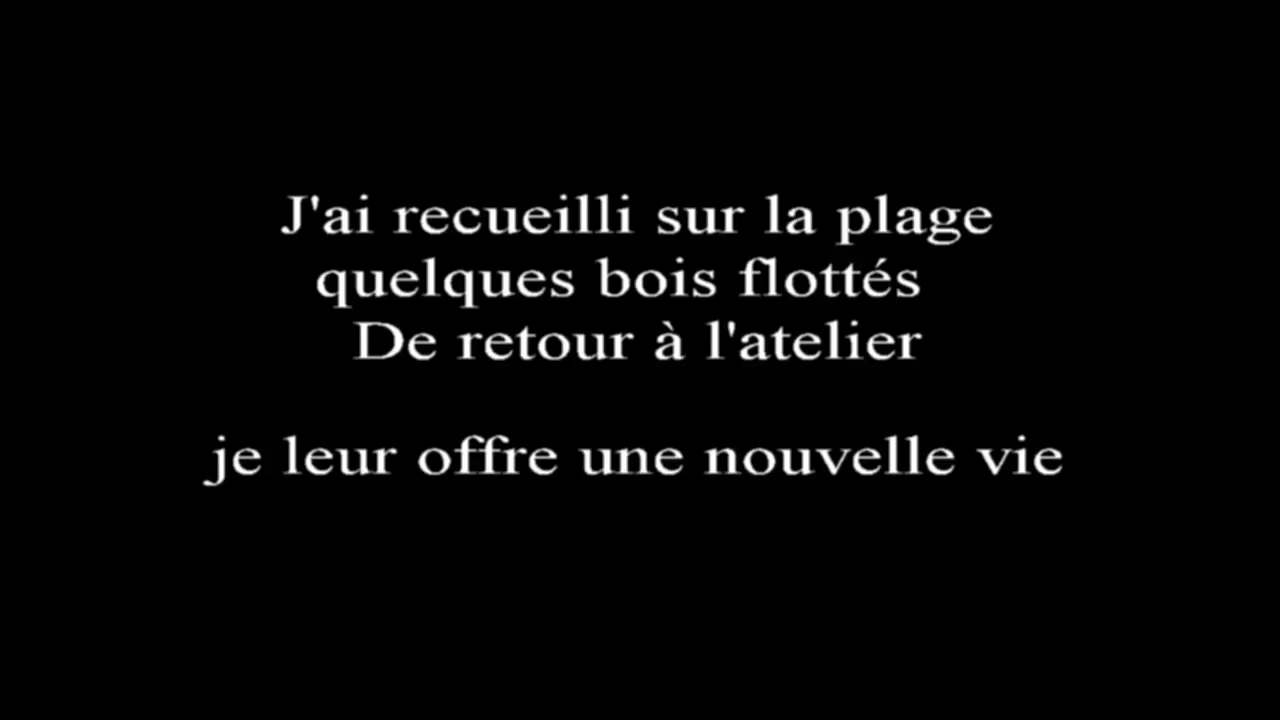 J'ai recueilli sur la plage
quelques bois flottés
De retour à l'atelier
je leur offre une nouvelle vie